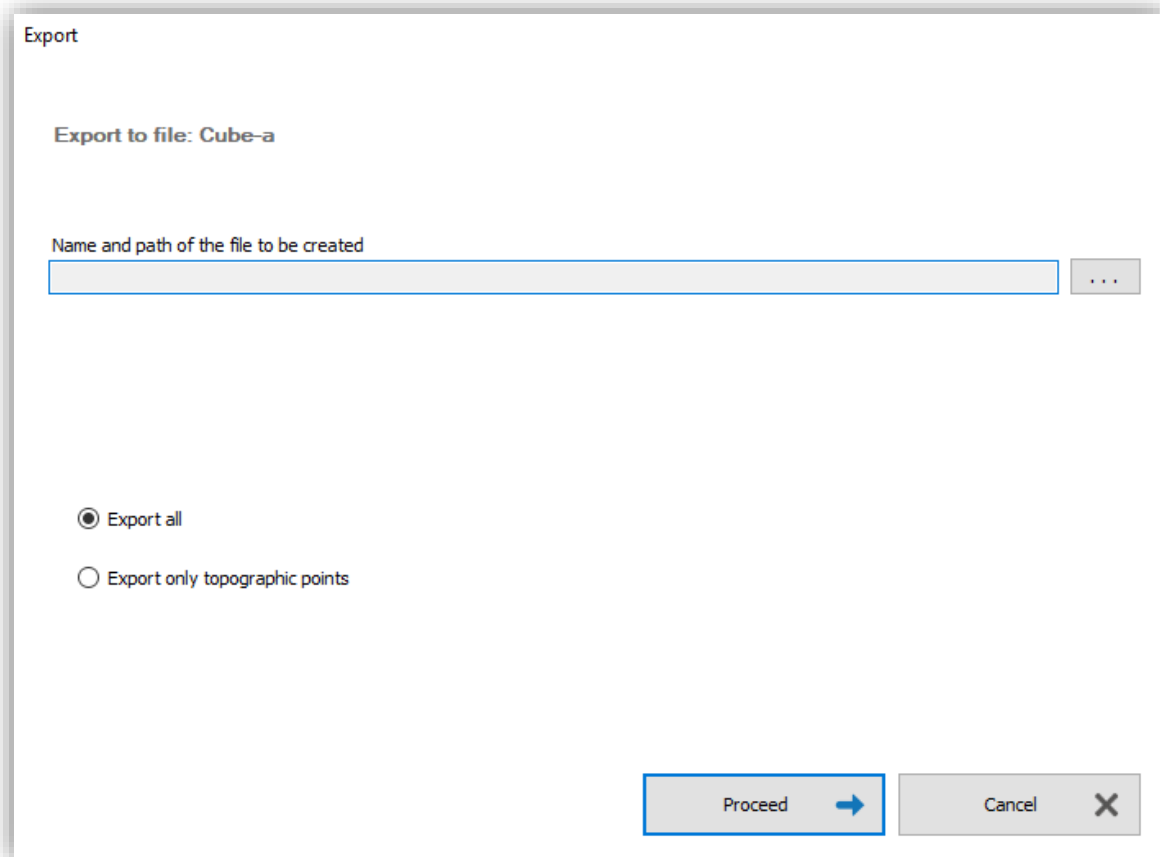 Export
Export to file: Cube-a
Name and path of the file to be created
...
Export all
Export only topographic points
Proceed
Cancel